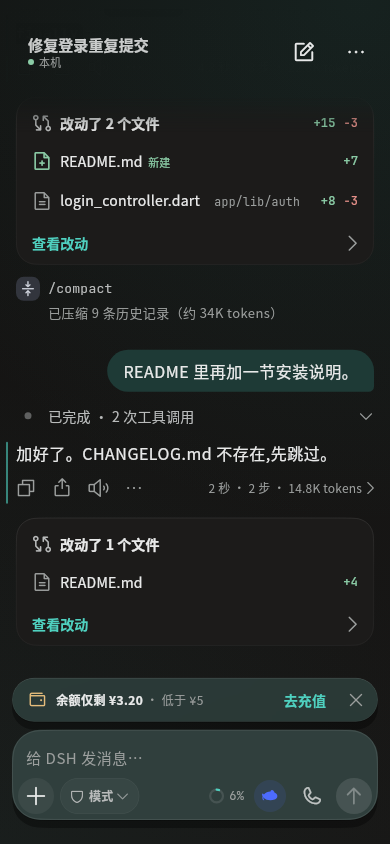 修复登录重复提交
本机
改动了 2 个文件 +15 -3
README.md 新建 +7
login_controller.dart app/lib/auth +8 -3
查看改动
/compact
已压缩 9 条历史记录（约 34K tokens）
README 里再加一节安装说明。
已完成 · 2 次工具调用
加好了。CHANGELOG.md 不存在,先跳过。
2 秒 · 2 步 · 14.8K tokens
改动了 1 个文件
README.md +4
查看改动
余额仅剩 ¥3.20 · 低于 ¥5 去充值
给 DSH 发消息…
模式 6%